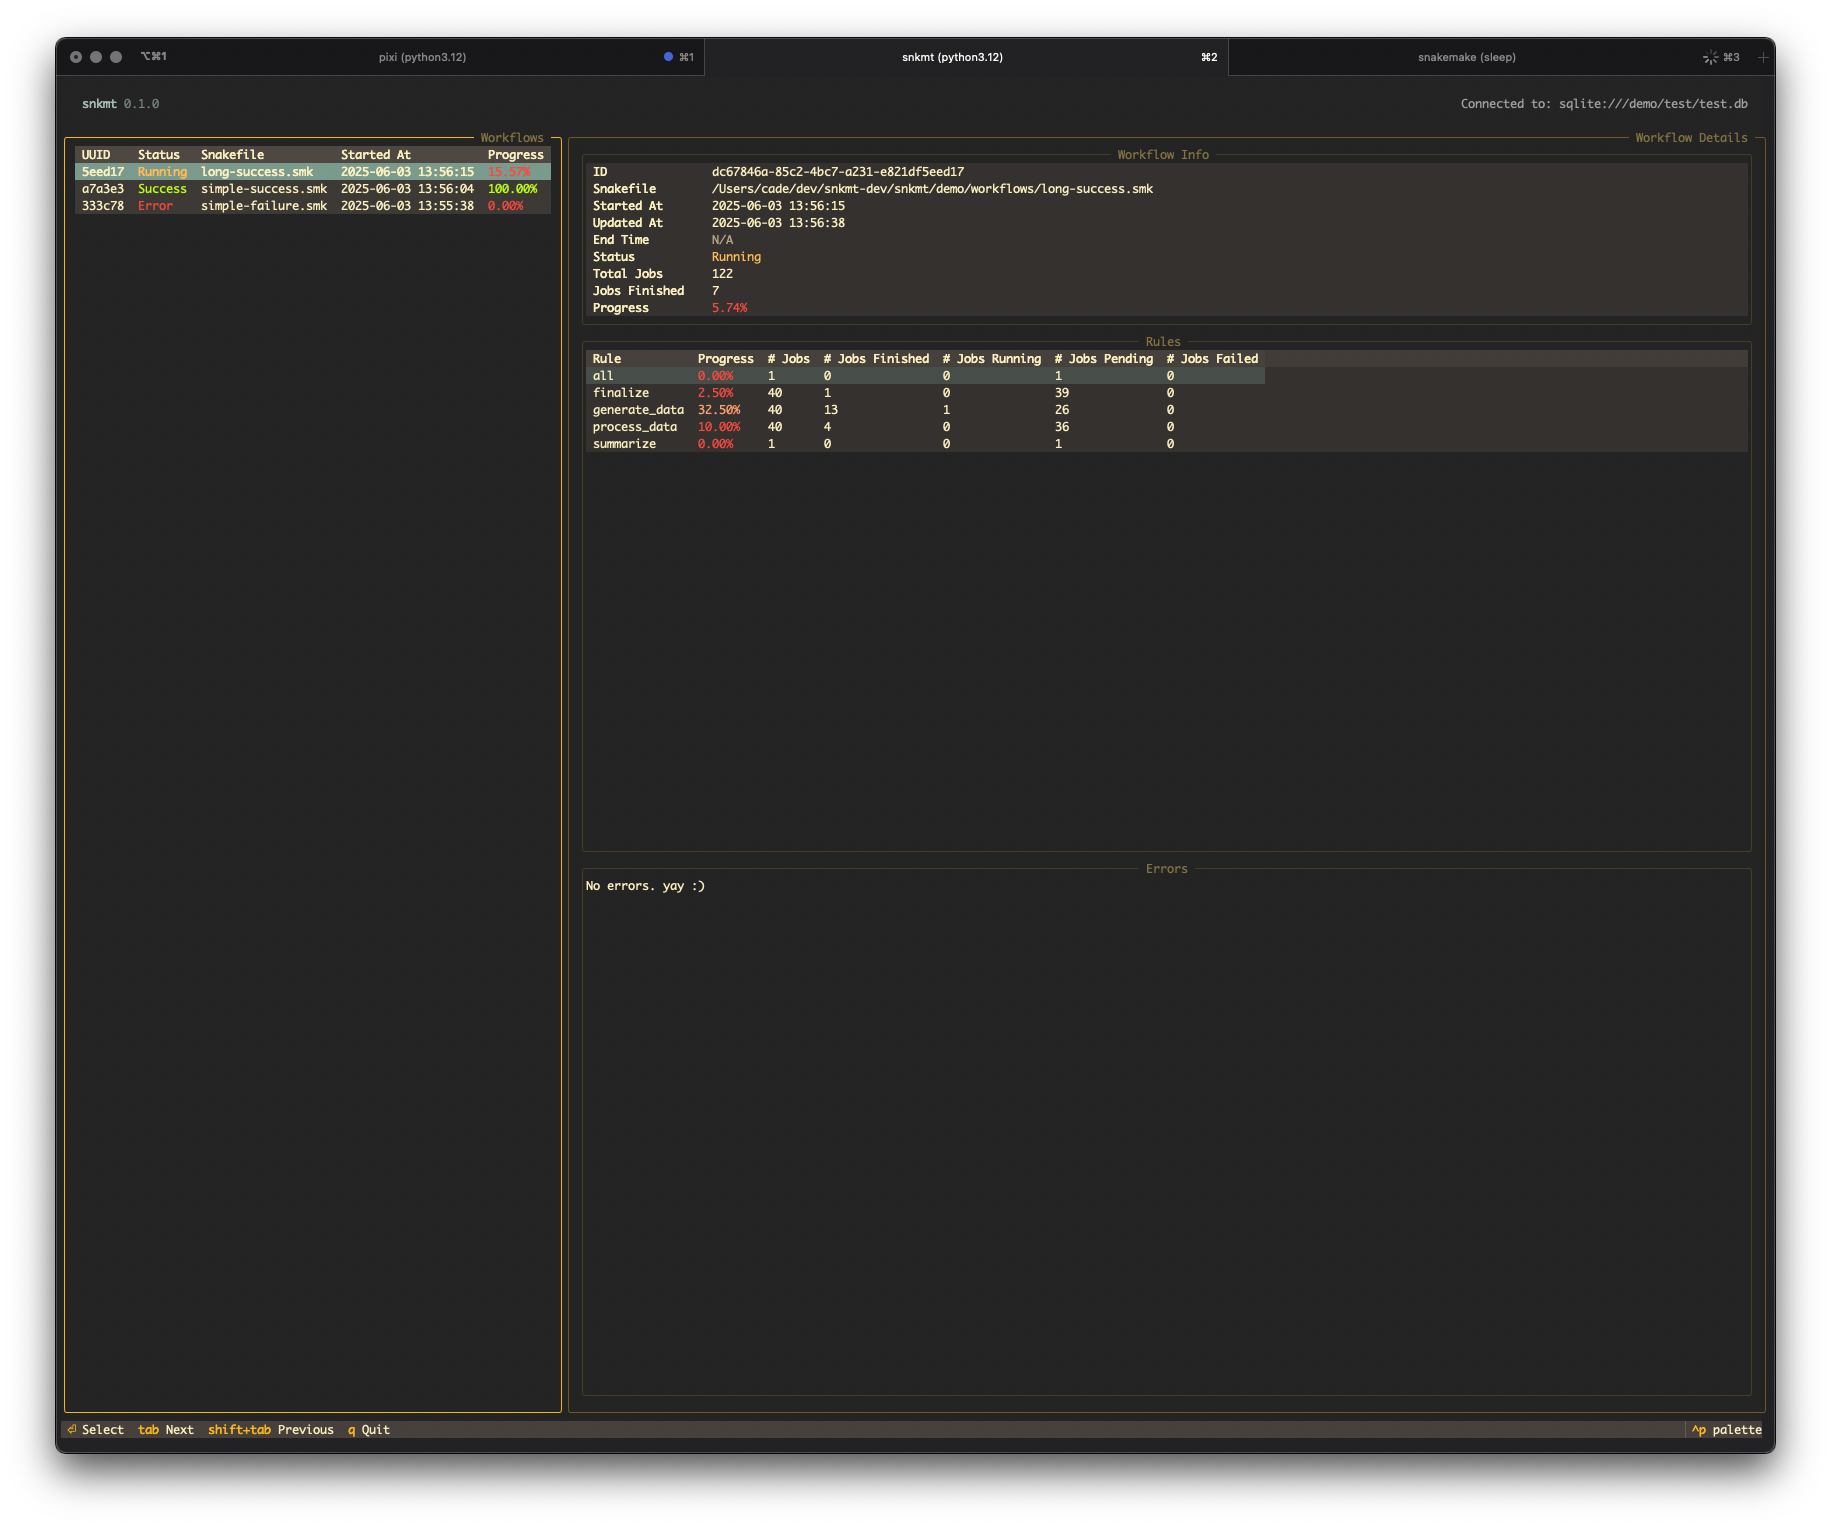 ⌥⌘1 pixi (python3.12) ⌘1 snkmt (python3.12) ⌘2 snakemake (sleep) ⌘3 +
snkmt 0.1.0 Connected to: sqlite:///demo/test/test.db
Workflows
UUID Status Snakefile Started At Progress
5eed17 Running long-success.smk 2025-06-03 13:56:15 15.57%
a7a3e3 Success simple-success.smk 2025-06-03 13:56:04 100.00%
333c78 Error simple-failure.smk 2025-06-03 13:55:38 0.00%
Workflow Details
Workflow Info
ID dc67846a-85c2-4bc7-a231-e821df5eed17
Snakefile /Users/cade/dev/snkmt-dev/snkmt/demo/workflows/long-success.smk
Started At 2025-06-03 13:56:15
Updated At 2025-06-03 13:56:38
End Time N/A
Status Running
Total Jobs 122
Jobs Finished 7
Progress 5.74%
Rules
Rule Progress # Jobs # Jobs Finished # Jobs Running # Jobs Pending # Jobs Failed
all 0.00% 1 0 0 1 0
finalize 2.50% 40 1 0 39 0
generate_data 32.50% 40 13 1 26 0
process_data 10.00% 40 4 0 36 0
summarize 0.00% 1 0 0 1 0
Errors
No errors. yay :)
⏎ Select tab Next shift+tab Previous q Quit ^p palette